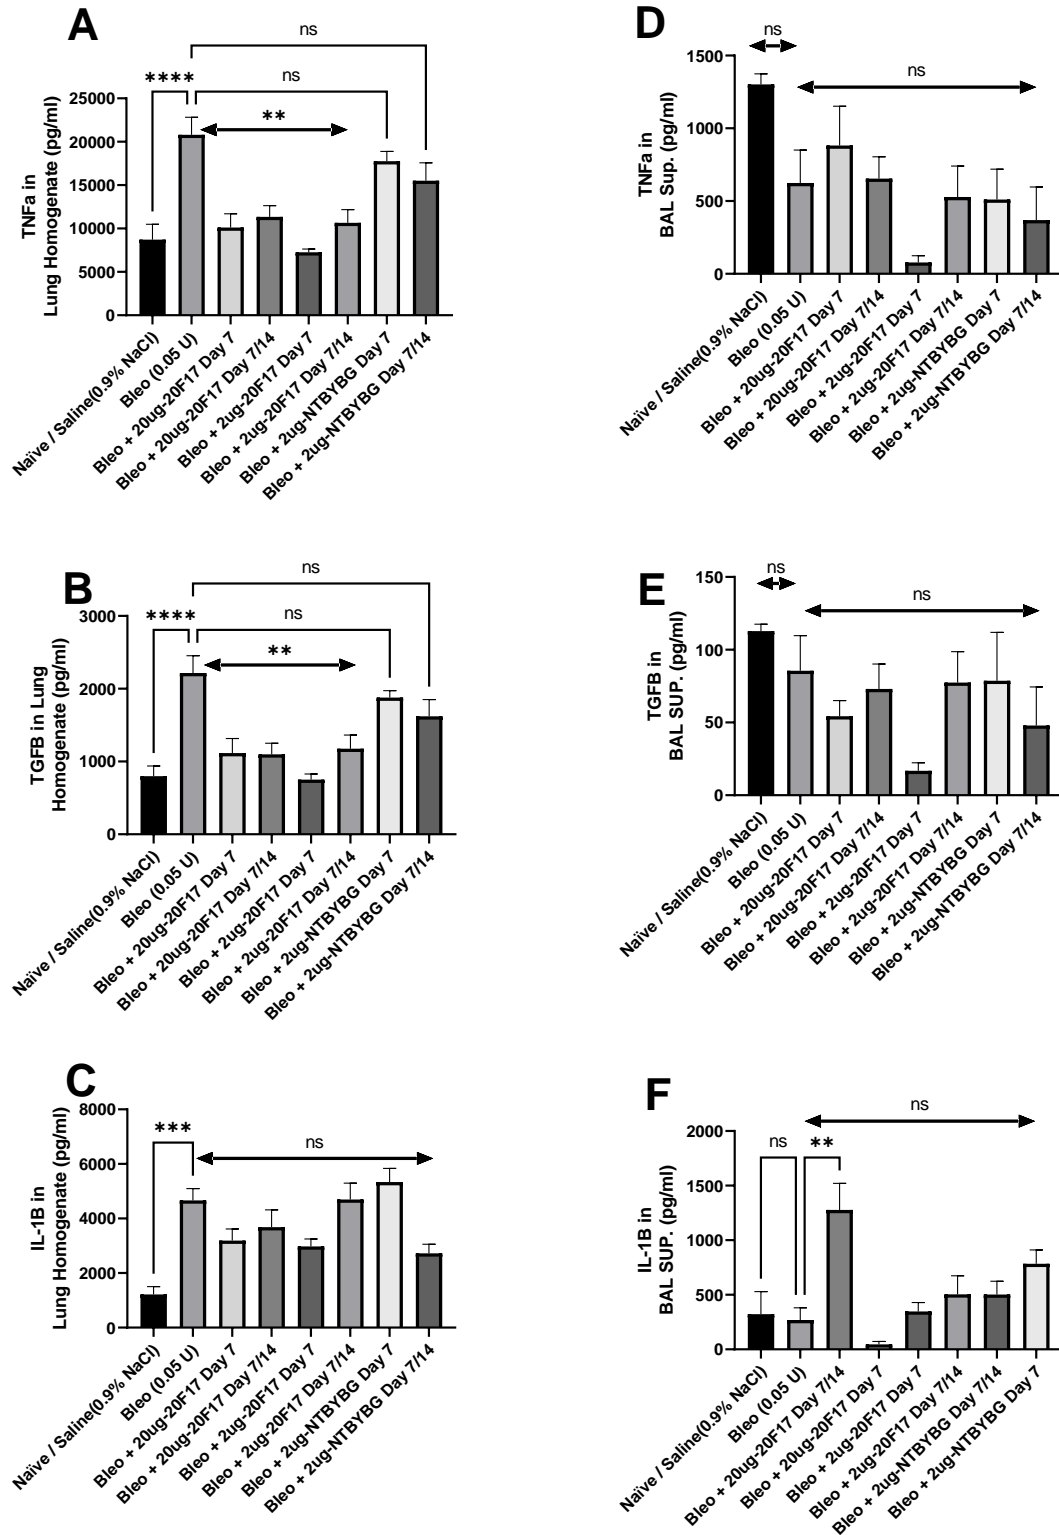 A
ns
****
ns
**
25000
20000
15000
10000
5000
0
TNFa in
Lung Homogenate (pg/ml)
Naïve / Saline(0.9% NaCl)
Bleo (0.05 U)
Bleo + 20ug-20F17 Day 7
Bleo + 20ug-20F17 Day 7/14
Bleo + 2ug-20F17 Day 7
Bleo + 2ug-20F17 Day 7/14
Bleo + 2ug-NTBYBG Day 7
Bleo + 2ug-NTBYBG Day 7/14
D
ns
ns
1500
1000
500
0
TNFa in
BAL Sup. (pg/ml)
Naïve / Saline(0.9% NaCl)
Bleo (0.05 U)
Bleo + 20ug-20F17 Day 7
Bleo + 20ug-20F17 Day 7/14
Bleo + 2ug-20F17 Day 7
Bleo + 2ug-20F17 Day 7/14
Bleo + 2ug-NTBYBG Day 7
Bleo + 2ug-NTBYBG Day 7/14
B
ns
****
ns
**
3000
2000
1000
0
TGFB in Lung
Homogenate (pg/ml)
Naïve / Saline(0.9% NaCl)
Bleo (0.05 U)
Bleo + 20ug-20F17 Day 7
Bleo + 20ug-20F17 Day 7/14
Bleo + 2ug-20F17 Day 7
Bleo + 2ug-20F17 Day 7/14
Bleo + 2ug-NTBYBG Day 7
Bleo + 2ug-NTBYBG Day 7/14
E
ns
ns
150
100
50
0
TGFB in
BAL SUP. (pg/ml)
Naïve / Saline(0.9% NaCl)
Bleo (0.05 U)
Bleo + 20ug-20F17 Day 7
Bleo + 20ug-20F17 Day 7/14
Bleo + 2ug-20F17 Day 7
Bleo + 2ug-20F17 Day 7/14
Bleo + 2ug-NTBYBG Day 7
Bleo + 2ug-NTBYBG Day 7/14
C
***
ns
8000
6000
4000
2000
0
IL-1B in
Lung Homogenate (pg/ml)
Naïve / Saline(0.9% NaCl)
Bleo (0.05 U)
Bleo + 20ug-20F17 Day 7
Bleo + 20ug-20F17 Day 7/14
Bleo + 2ug-20F17 Day 7
Bleo + 2ug-20F17 Day 7/14
Bleo + 2ug-NTBYBG Day 7
Bleo + 2ug-NTBYBG Day 7/14
F
ns
ns
**
2000
1000
500
0
IL-1B in
BAL SUP. (pg/ml)
Naïve / Saline(0.9% NaCl)
Bleo (0.05 U)
Bleo + 20ug-20F17 Day 7/14
Bleo + 20ug-20F17 Day 7
Bleo + 2ug-20F17 Day 7
Bleo + 2ug-20F17 Day 7/14
Bleo + 2ug-NTBYBG Day 7/14
Bleo + 2ug-NTBYBG Day 7